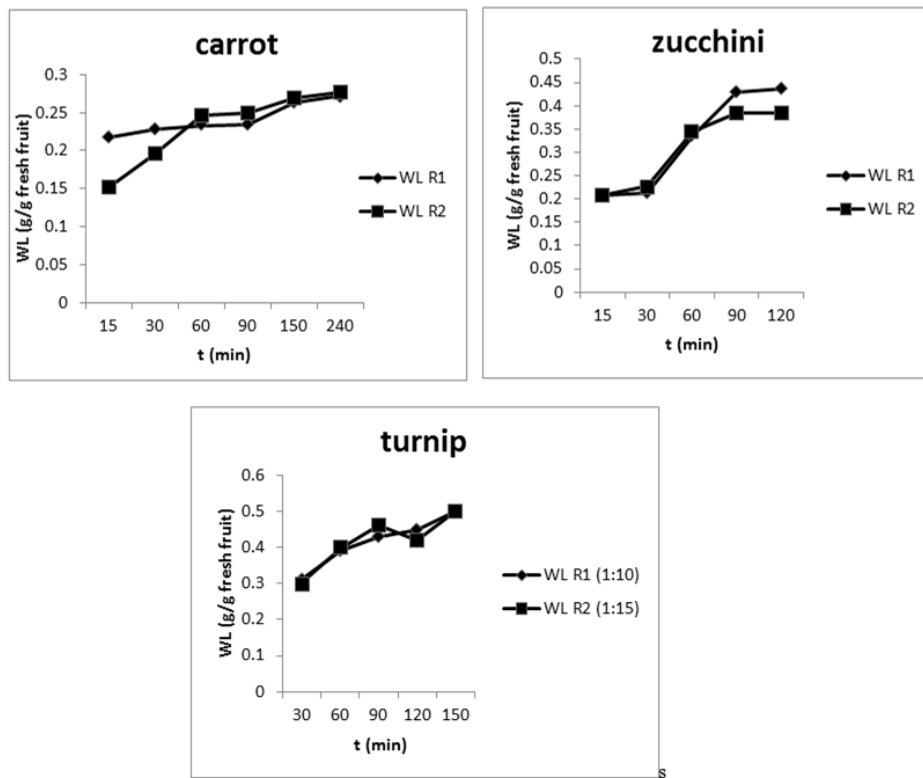 carrot
WL (g/g fresh fruit)
0.3
0.25
0.2
0.15
0.1
0.05
0
15 30 60 90 150 240
t (min)
WL R1
WL R2
zucchini
WL (g/g fresh fruit)
0.5
0.45
0.4
0.35
0.3
0.25
0.2
0.15
0.1
0.05
0
15 30 60 90 120
t (min)
WL R1
WL R2
turnip
WL (g/g fresh fruit)
0.6
0.5
0.4
0.3
0.2
0.1
0
30 60 90 120 150
t (min)
WL R1 (1:10)
WL R2 (1:15)
s